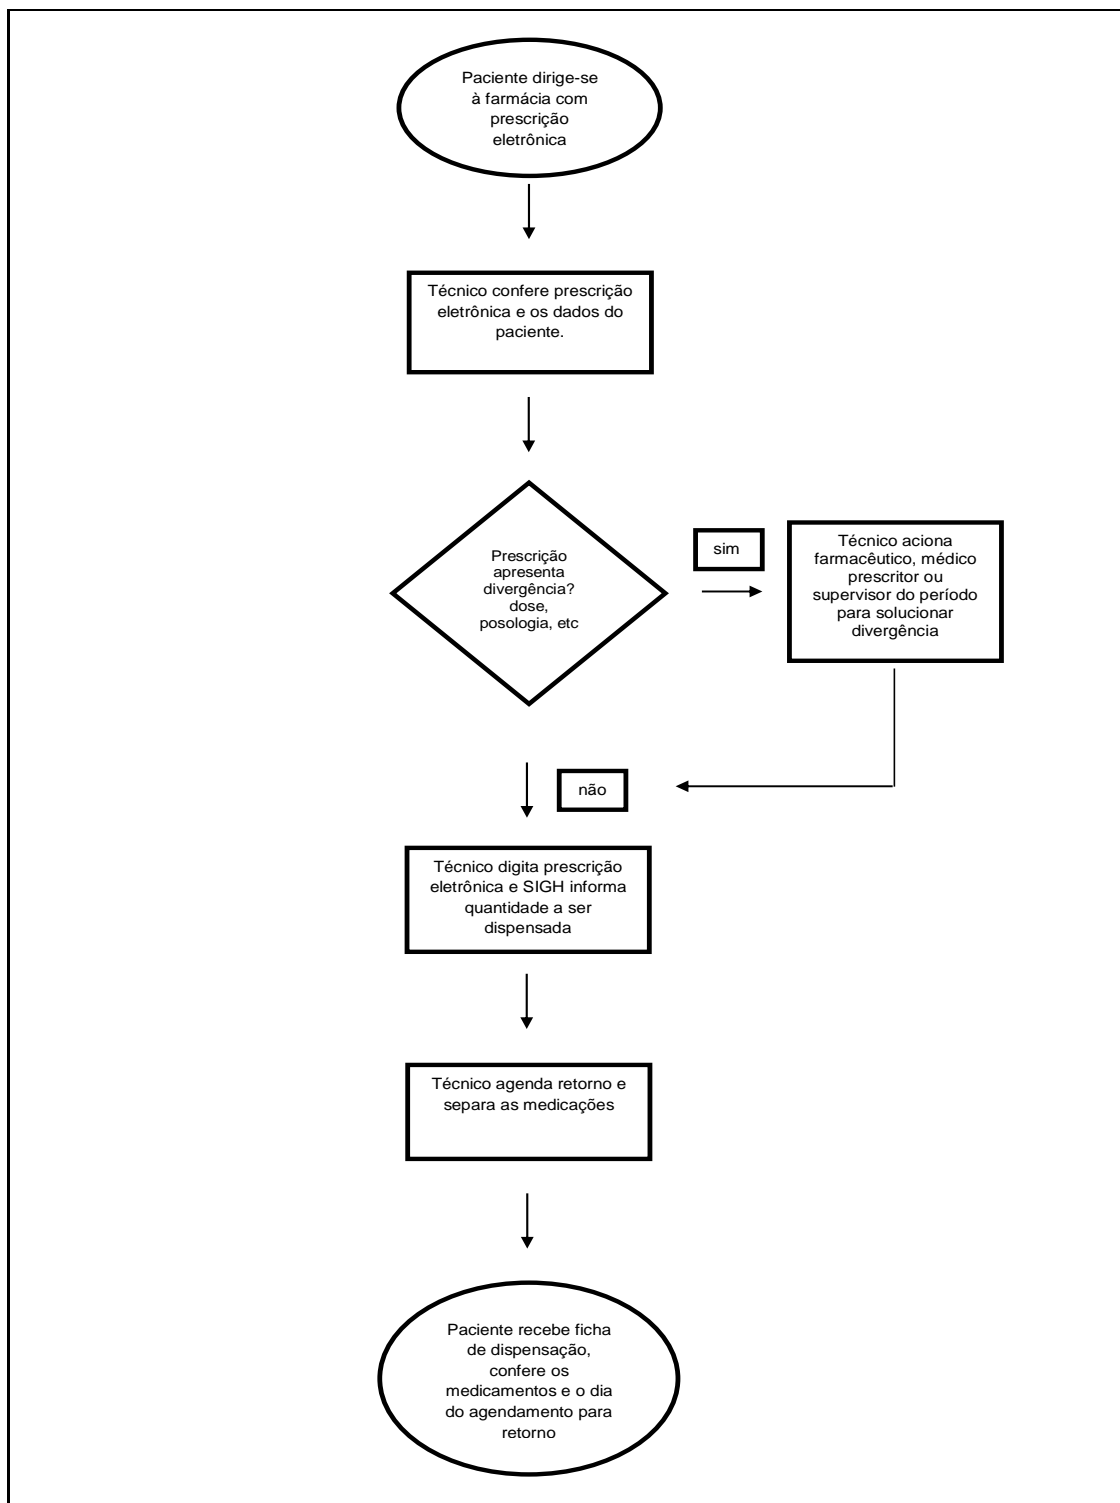 Paciente dirige-se
à farmácia com
prescrição
eletrônica
Técnico confere prescrição
eletrônica e os dados do
paciente.
Prescrição
apresenta
divergência?
dose,
posologia, etc
sim
Técnico aciona
farmacêutico, médico
prescritor ou
supervisor do período
para solucionar
divergência
não
Técnico digita prescrição
eletrônica e SIGH informa
quantidade a ser
dispensada
Técnico agenda retorno e
separa as medicações
Paciente recebe ficha
de dispensação,
confere os
medicamentos e o dia
do agendamento para
retorno